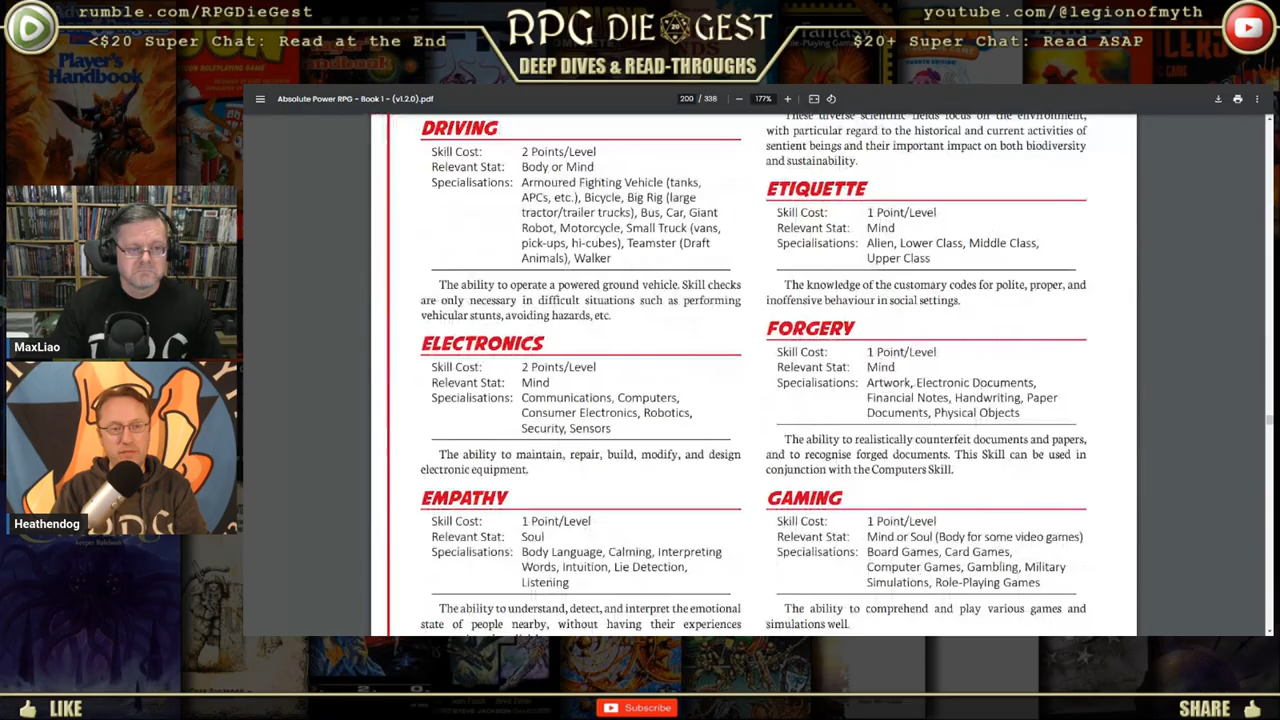 rumble.com/RPGDieGest
<$20 Super Chat: Read at the End
RPG DIE GEST
DEEP DIVES & READ-THROUGHS
youtube.com/@legionofmyth
$20+ Super Chat: Read ASAP
Player's
Handbook
Absolute Power RPG - Book 1 - (v1.2.0).pdf
200 / 338
177%
DRIVING
Skill Cost: 2 Points/Level
Relevant Stat: Body or Mind
Specialisations: Armoured Fighting Vehicle (tanks,
APCs, etc.), Bicycle, Big Rig (large
tractor/trailer trucks), Bus, Car, Giant
Robot, Motorcycle, Small Truck (vans,
pick-ups, hi-cubes), Teamster (Draft
Animals), Walker
The ability to operate a powered ground vehicle. Skill checks
are only necessary in difficult situations such as performing
vehicular stunts, avoiding hazards, etc.
ELECTRONICS
Skill Cost: 2 Points/Level
Relevant Stat: Mind
Specialisations: Communications, Computers,
Consumer Electronics, Robotics,
Security, Sensors
The ability to maintain, repair, build, modify, and design
electronic equipment.
EMPATHY
Skill Cost: 1 Point/Level
Relevant Stat: Soul
Specialisations: Body Language, Calming, Interpreting
Words, Intuition, Lie Detection,
Listening
The ability to understand, detect, and interpret the emotional
state of people nearby, without having their experiences
These diverse scientific fields focus on the environment,
with particular regard to the historical and current activities of
sentient beings and their important impact on both biodiversity
and sustainability.
ETIQUETTE
Skill Cost: 1 Point/Level
Relevant Stat: Mind
Specialisations: Alien, Lower Class, Middle Class,
Upper Class
The knowledge of the customary codes for polite, proper, and
inoffensive behaviour in social settings.
FORGERY
Skill Cost: 1 Point/Level
Relevant Stat: Mind
Specialisations: Artwork, Electronic Documents,
Financial Notes, Handwriting, Paper
Documents, Physical Objects
The ability to realistically counterfeit documents and papers,
and to recognise forged documents. This Skill can be used in
conjunction with the Computers Skill.
GAMING
Skill Cost: 1 Point/Level
Relevant Stat: Mind or Soul (Body for some video games)
Specialisations: Board Games, Card Games,
Computer Games, Gambling, Military
Simulations, Role-Playing Games
The ability to comprehend and play various games and
simulations well.
MaxLiao
Heathendog
LIKE
Subscribe
SHARE